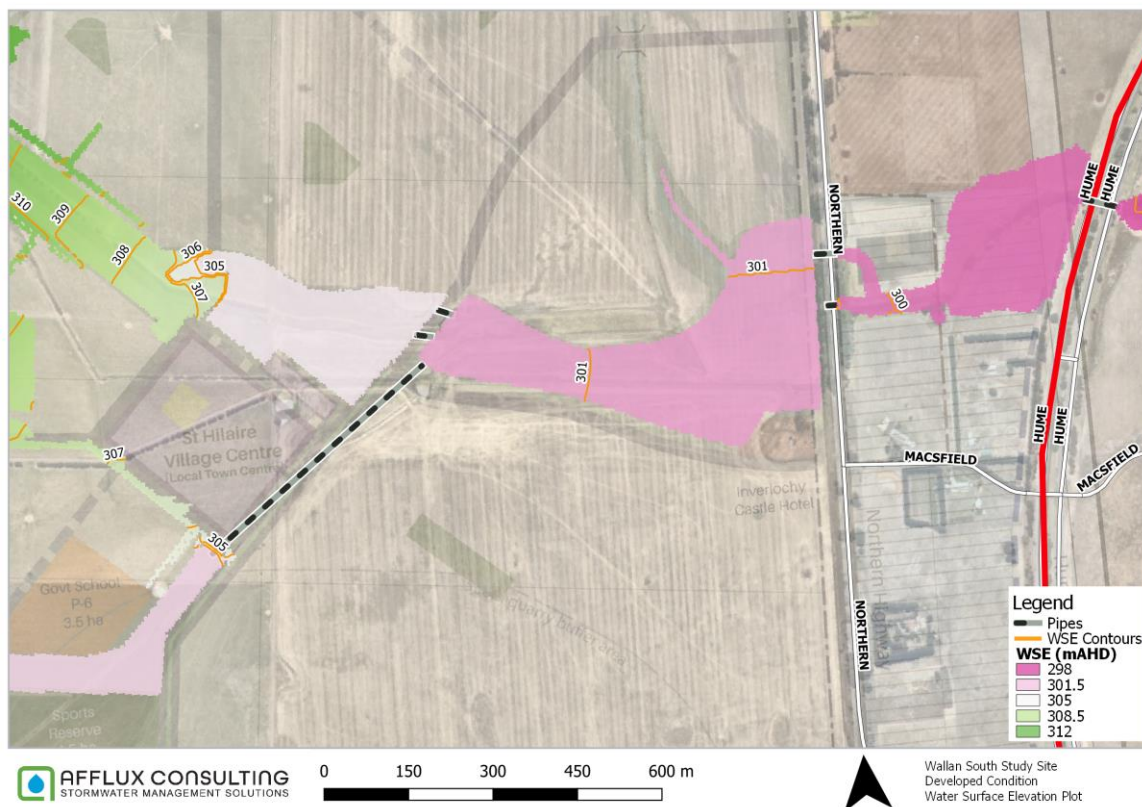 310
309
308
306
305
307
301
NORTHERN
300
HUME
HUME
301
307
St Hilaire
Village Centre
Local Town Centre
HUME
HUME
MACSFIELD
MACSFIELD
305
Inverlochy
Castle Hotel
Govt School
P-6
3.5 ha
Quarry Buffer Area
Northern Highway
NORTHERN
Sports
Reserve
Legend
Pipes
WSE Contours
WSE (mAHD)
298
301.5
305
308.5
312
AFFLUX CONSULTING
STORMWATER MANAGEMENT SOLUTIONS
0 150 300 450 600 m
Wallan South Study Site
Developed Condition
Water Surface Elevation Plot